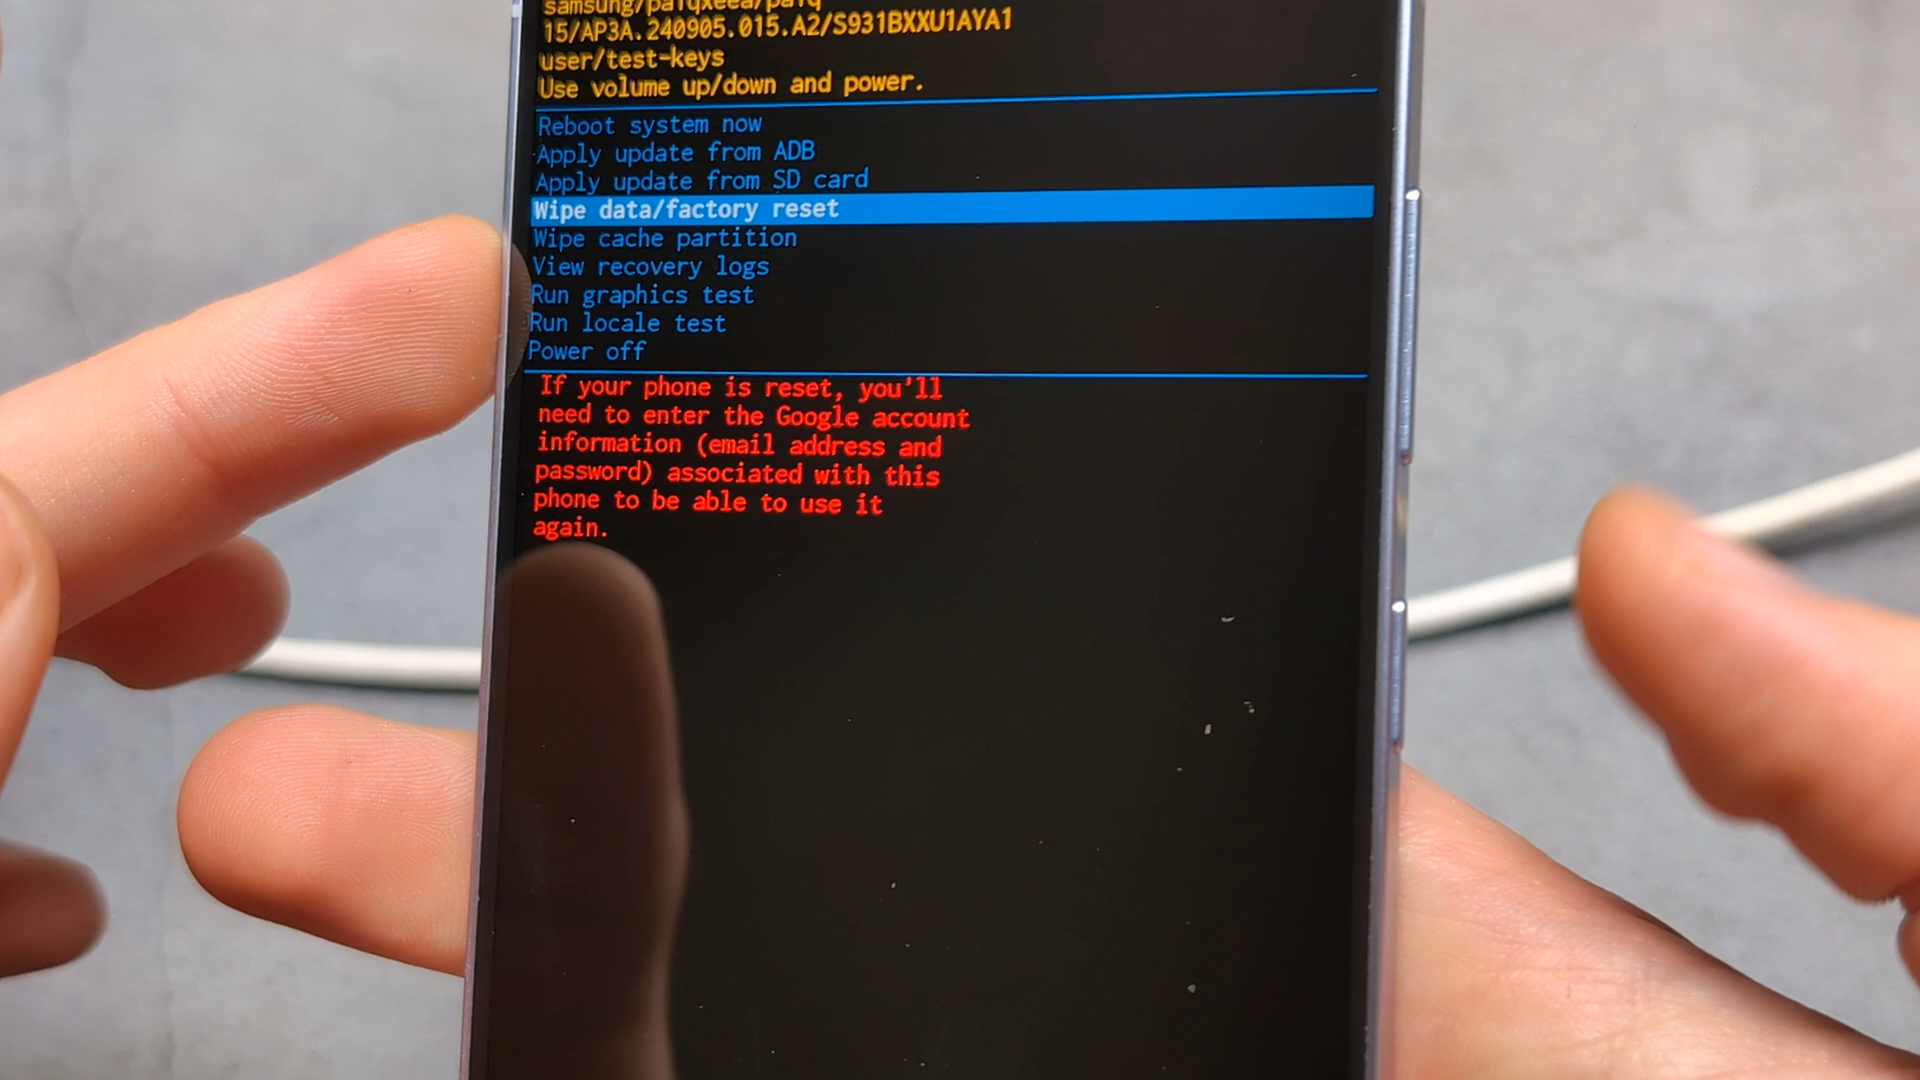 samsung/pa1qxeea/pa1q
15/AP3A.240905.015.A2/S931BXXU1AYA1
user/test-keys
Use volume up/down and power.
Reboot system now
Apply update from ADB
Apply update from SD card
Wipe data/factory reset
Wipe cache partition
View recovery logs
Run graphics test
Run locale test
Power off
If your phone is reset, you'll
need to enter the Google account
information (email address and
password) associated with this
phone to be able to use it
again.